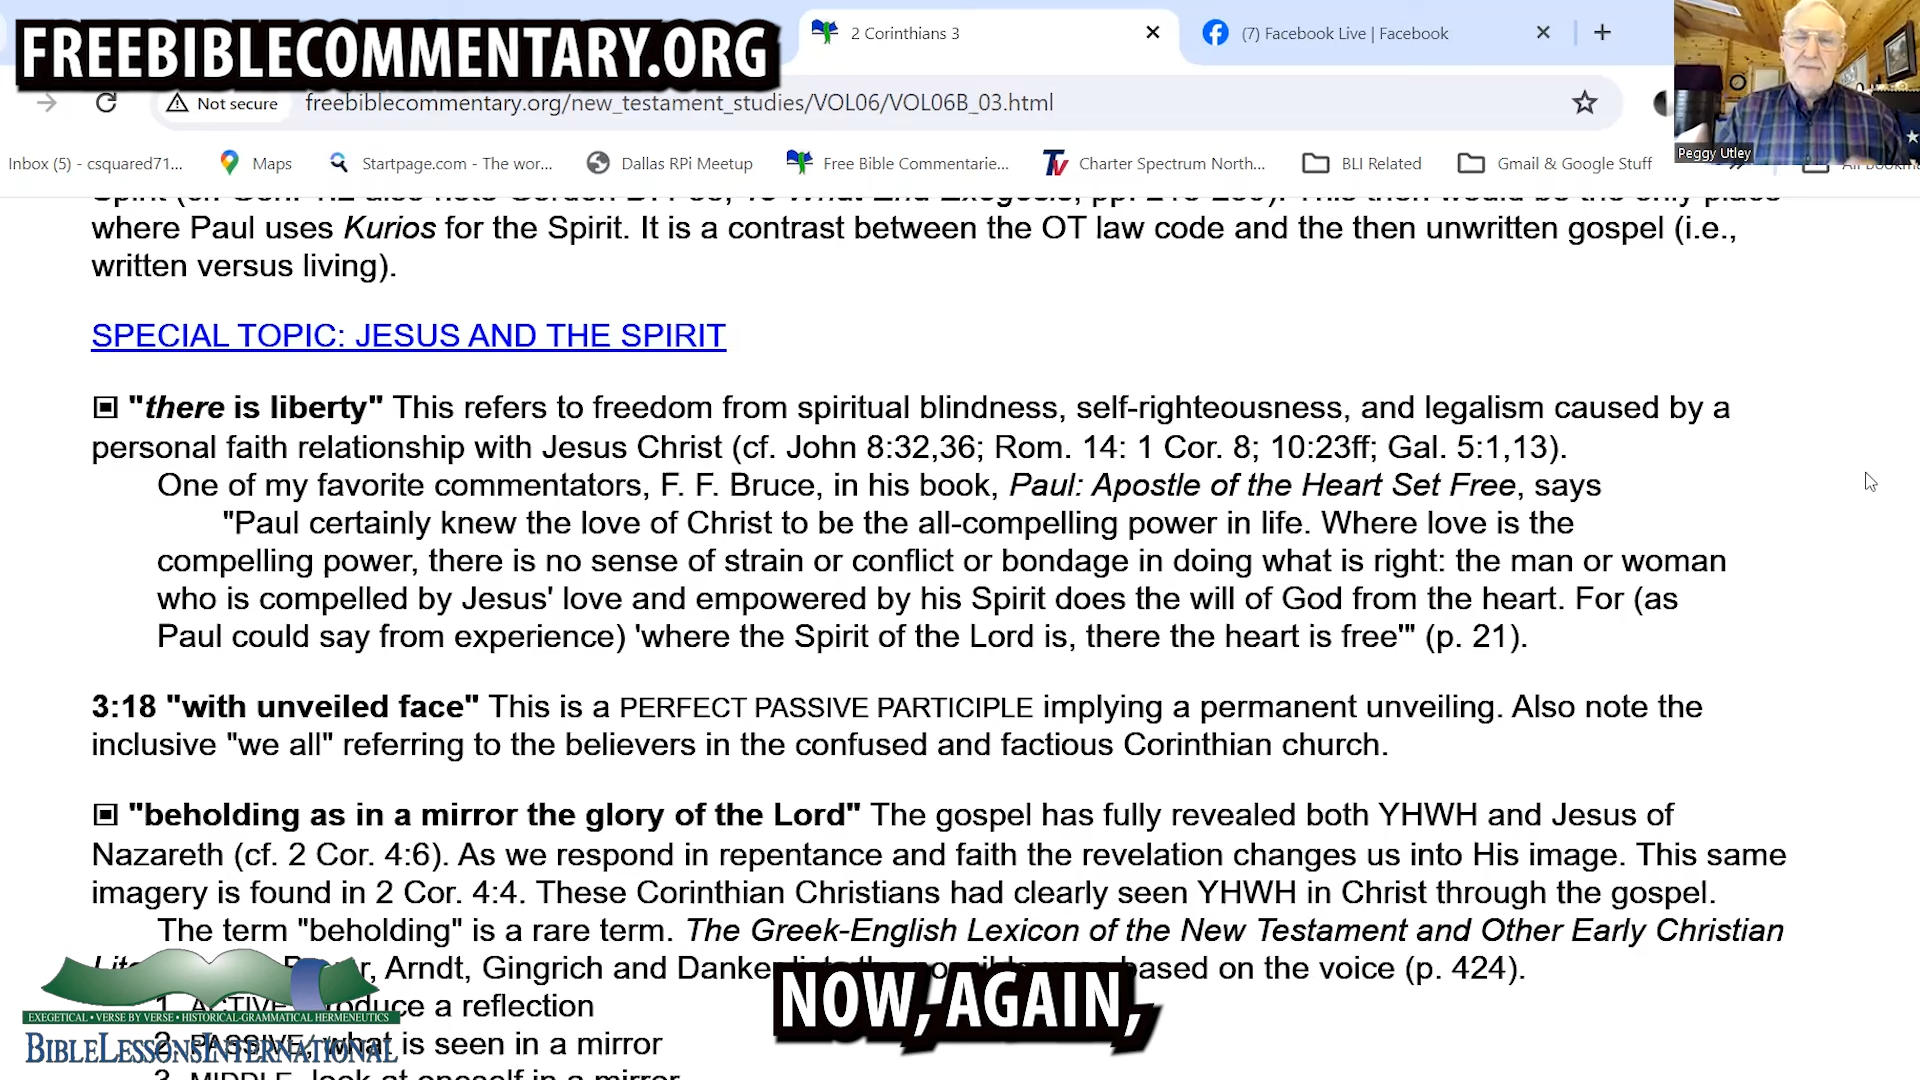 FREEBIBLECOMMENTARY.ORG
2 Corinthians 3
(7) Facebook Live | Facebook
Not secure
freebiblecommentary.org/new_testament_studies/VOL06/VOL06B_03.html
Peggy Utley
Inbox (5) - csquared71...
Maps
Startpage.com - The wor...
Dallas RPi Meetup
Free Bible Commentarie...
Charter Spectrum North...
BLI Related
Gmail & Google Stuff
where Paul uses Kurios for the Spirit. It is a contrast between the OT law code and the then unwritten gospel (i.e.,
written versus living).
SPECIAL TOPIC: JESUS AND THE SPIRIT
"there is liberty" This refers to freedom from spiritual blindness, self-righteousness, and legalism caused by a
personal faith relationship with Jesus Christ (cf. John 8:32,36; Rom. 14: 1 Cor. 8; 10:23ff; Gal. 5:1,13).
One of my favorite commentators, F. F. Bruce, in his book, Paul: Apostle of the Heart Set Free, says
"Paul certainly knew the love of Christ to be the all-compelling power in life. Where love is the
compelling power, there is no sense of strain or conflict or bondage in doing what is right: the man or woman
who is compelled by Jesus' love and empowered by his Spirit does the will of God from the heart. For (as
Paul could say from experience) 'where the Spirit of the Lord is, there the heart is free'" (p. 21).
3:18 "with unveiled face" This is a PERFECT PASSIVE PARTICIPLE implying a permanent unveiling. Also note the
inclusive "we all" referring to the believers in the confused and factious Corinthian church.
"beholding as in a mirror the glory of the Lord" The gospel has fully revealed both YHWH and Jesus of
Nazareth (cf. 2 Cor. 4:6). As we respond in repentance and faith the revelation changes us into His image. This same
imagery is found in 2 Cor. 4:4. These Corinthian Christians had clearly seen YHWH in Christ through the gospel.
The term "beholding" is a rare term. The Greek-English Lexicon of the New Testament and Other Early Christian
Arndt, Gingrich and Danker based on the voice (p. 424).
a reflection
what is seen in a mirror
NOW, AGAIN,
EXEGETICAL • VERSE BY VERSE • HISTORICAL-GRAMMATICAL HERMENEUTICS
BIBLELESSONSINTERNATIONAL